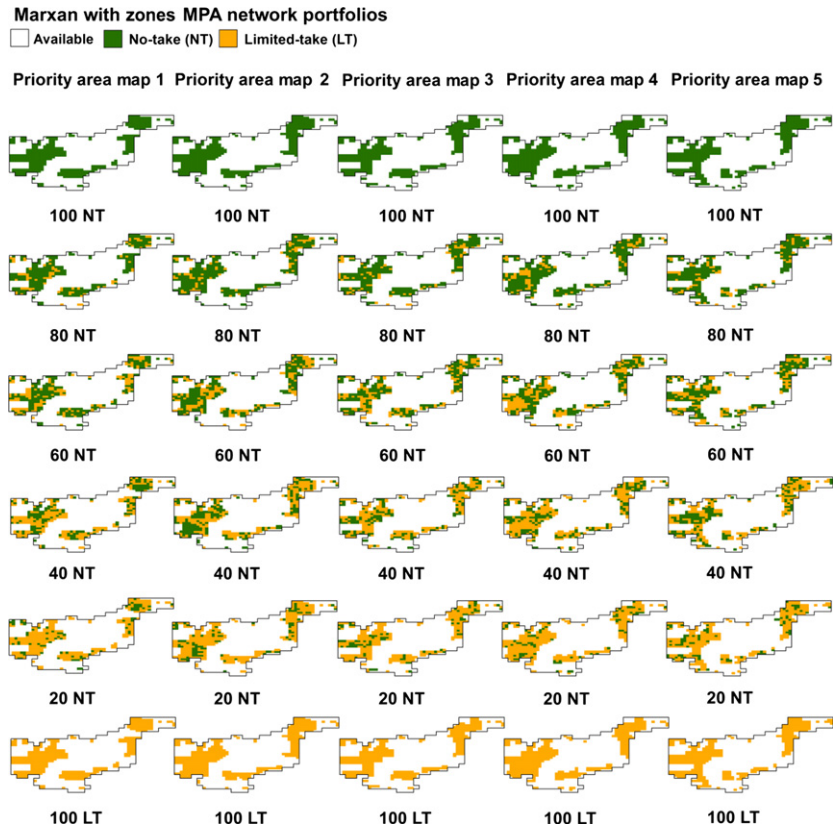 Marxan with zones MPA network portfolios
Available No-take (NT) Limited-take (LT)
Priority area map 1 Priority area map 2 Priority area map 3 Priority area map 4 Priority area map 5
100 NT 100 NT 100 NT 100 NT 100 NT
80 NT 80 NT 80 NT 80 NT 80 NT
60 NT 60 NT 60 NT 60 NT 60 NT
40 NT 40 NT 40 NT 40 NT 40 NT
20 NT 20 NT 20 NT 20 NT 20 NT
100 LT 100 LT 100 LT 100 LT 100 LT